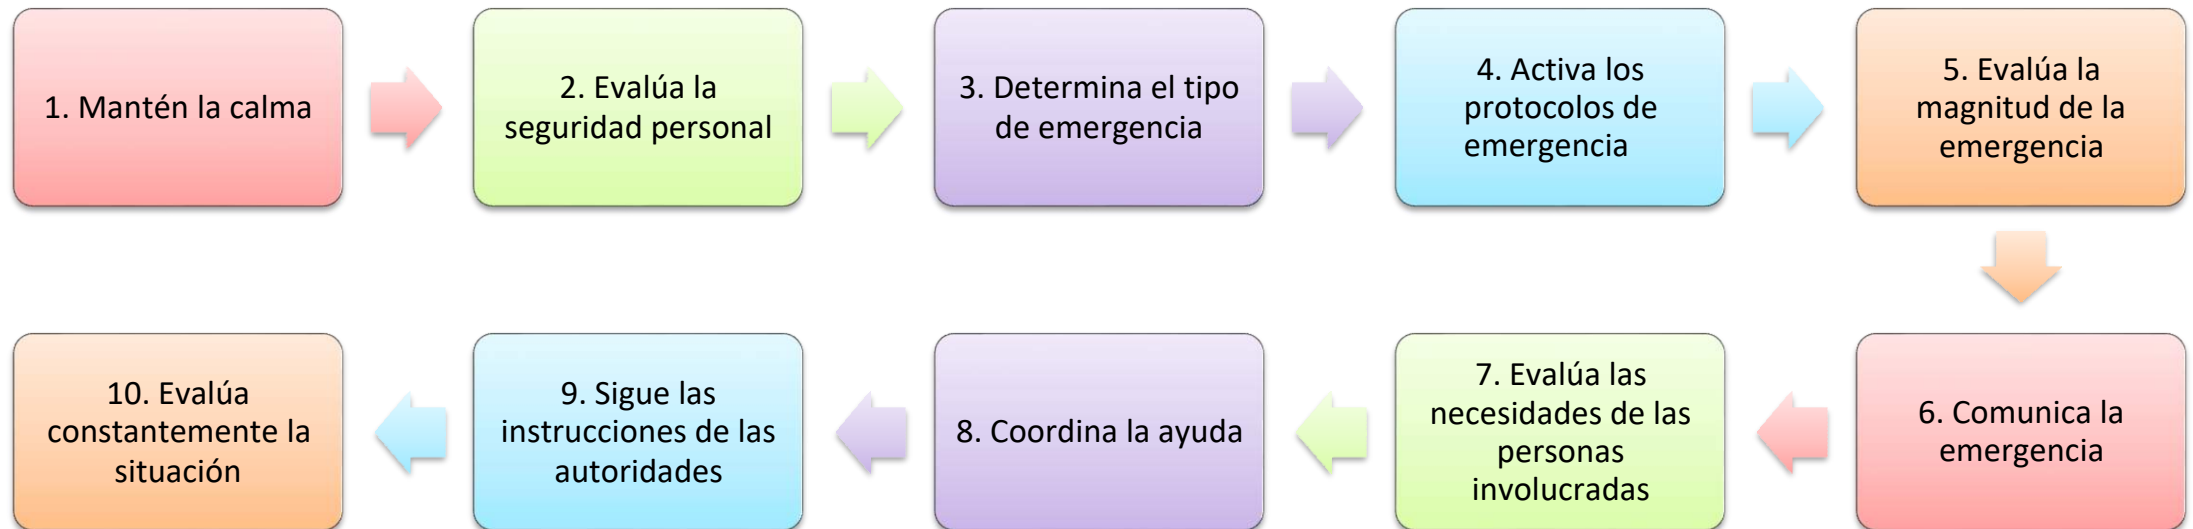 1. Mantén la calma
2. Evalúa la
seguridad personal
3. Determina el tipo
de emergencia
4. Activa los
protocolos de
emergencia
5. Evalúa la
magnitud de la
emergencia
6. Comunica la
emergencia
7. Evalúa las
necesidades de las
personas
involucradas
8. Coordina la ayuda
9. Sigue las
instrucciones de las
autoridades
10. Evalúa
constantemente la
situación